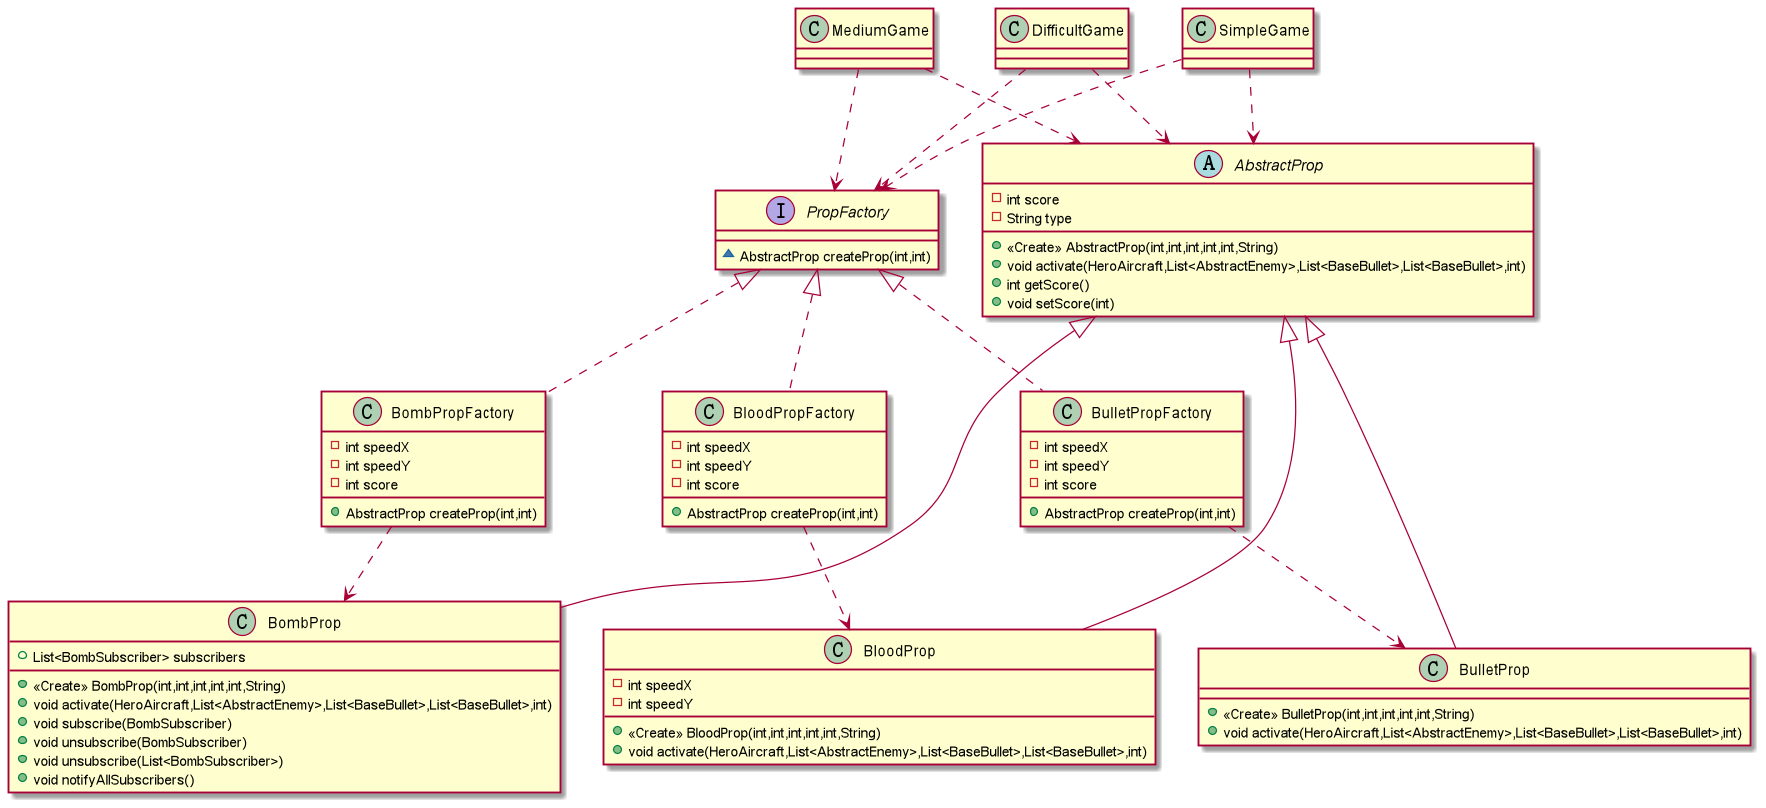 C MediumGame
C DifficultGame
C SimpleGame
A AbstractProp
int score
String type
«Create» AbstractProp(int,int,int,int,int,String)
void activate(HeroAircraft,List<AbstractEnemy>,List<BaseBullet>,List<BaseBullet>,int)
int getScore()
void setScore(int)
I PropFactory
AbstractProp createProp(int,int)
C BombPropFactory
int speedX
int speedY
int score
AbstractProp createProp(int,int)
C BloodPropFactory
int speedX
int speedY
int score
AbstractProp createProp(int,int)
C BulletPropFactory
int speedX
int speedY
int score
AbstractProp createProp(int,int)
C BombProp
List<BombSubscriber> subscribers
«Create» BombProp(int,int,int,int,int,String)
void activate(HeroAircraft,List<AbstractEnemy>,List<BaseBullet>,List<BaseBullet>,int)
void subscribe(BombSubscriber)
void unsubscribe(BombSubscriber)
void unsubscribe(List<BombSubscriber>)
void notifyAllSubscribers()
C BloodProp
int speedX
int speedY
«Create» BloodProp(int,int,int,int,int,String)
void activate(HeroAircraft,List<AbstractEnemy>,List<BaseBullet>,List<BaseBullet>,int)
C BulletProp
«Create» BulletProp(int,int,int,int,int,String)
void activate(HeroAircraft,List<AbstractEnemy>,List<BaseBullet>,List<BaseBullet>,int)